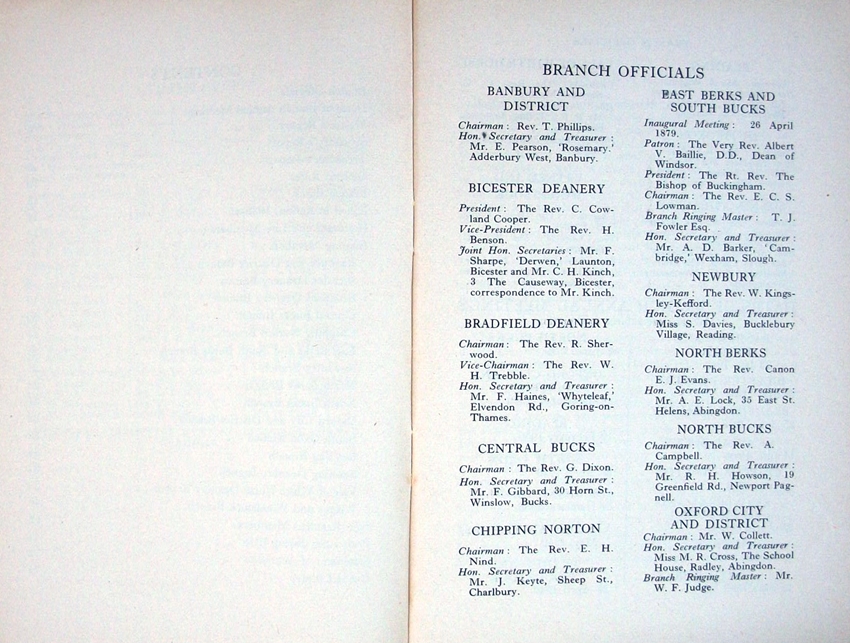 BRANCH OFFICIALS
BANBURY AND
DISTRICT
Chairman : Rev. T. Phillips.
Hon. Secretary and Treasurer :
Mr. E. Pearson, 'Rosemary.'
Adderbury West, Banbury.
BICESTER DEANERY
President : The Rev. C. Cow-
land Cooper.
Vice-President : The Rev. H.
Benson.
Joint Hon. Secretaries : Mr. F.
Sharpe, 'Derwen,' Launton,
Bicester and Mr. C. H. Kinch,
3 The Causeway, Bicester,
correspondence to Mr. Kinch.
BRADFIELD DEANERY
Chairman : The Rev. R. Sher-
wood.
Vice-Chairman : The Rev. W.
H. Trebble.
Hon. Secretary and Treasurer :
Mr. F. Haines, 'Whyteleaf,'
Elvendon Rd., Goring-on-
Thames.
CENTRAL BUCKS
Chairman : The Rev. G. Dixon.
Hon. Secretary and Treasurer :
Mr. F. Gibbard, 30 Horn St.,
Winslow, Bucks.
CHIPPING NORTON
Chairman : The Rev. E. H.
Nind.
Hon. Secretary and Treasurer :
Mr. J. Keyte, Sheep St.,
Charlbury.
EAST BERKS AND
SOUTH BUCKS
Inaugural Meeting : 26 April
1879.
Patron : The Very Rev. Albert
V. Baillie, D.D., Dean of
Windsor.
President : The Rt. Rev. The
Bishop of Buckingham.
Chairman : The Rev. E. C. S.
Lowman.
Branch Ringing Master : T. J.
Fowler Esq.
Hon. Secretary and Treasurer :
Mr. A. D. Barker, 'Cam-
bridge,' Wexham, Slough.
NEWBURY
Chairman : The Rev. W. Kings-
ley-Kefford.
Hon. Secretary and Treasurer :
Miss S. Davies, Bucklebury
Village, Reading.
NORTH BERKS
Chairman : The Rev. Canon
E. J. Evans.
Hon. Secretary and Treasurer :
Mr. A. E. Lock, 35 East St.
Helens, Abingdon.
NORTH BUCKS
Chairman : The Rev. A.
Campbell.
Hon. Secretary and Treasurer :
Mr. R. H. Howson, 19
Greenfield Rd., Newport Pag-
nell.
OXFORD CITY
AND DISTRICT
Chairman : Mr. W. Collett.
Hon. Secretary and Treasurer :
Miss M. R. Cross, The School
House, Radley, Abingdon.
Branch Ringing Master : Mr.
W. F. Judge.